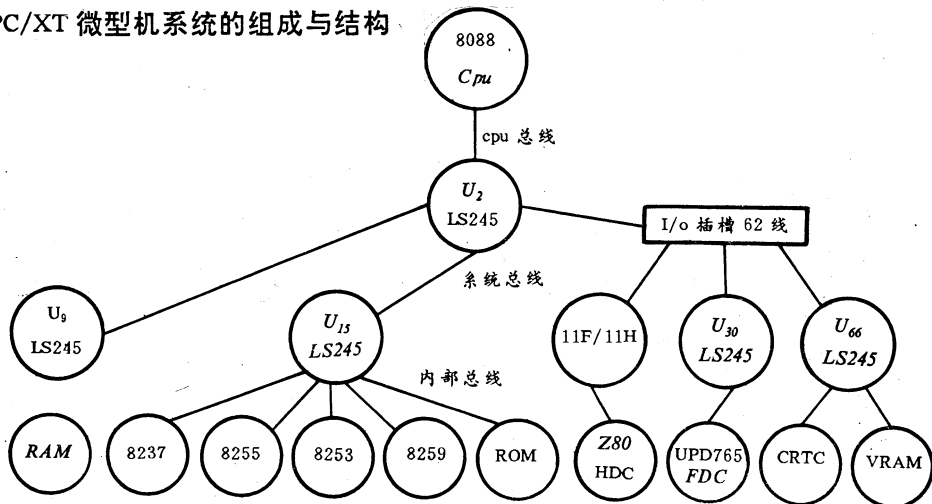 PC/XT 微型机系统的组成与结构
8088
Cpu
cpu 总线
U2
LS245
I/o 插槽 62 线
系统总线
U9
LS245
U15
LS245
11F/11H
U30
LS245
U66
LS245
内部总线
RAM
8237
8255
8253
8259
ROM
Z80
HDC
UPD765
FDC
CRTC
VRAM